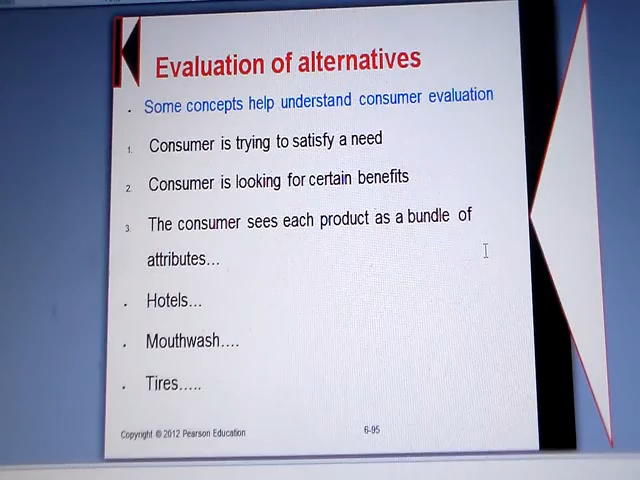 Evaluation of alternatives
. Some concepts help understand consumer evaluation
1. Consumer is trying to satisfy a need
2. Consumer is looking for certain benefits
3. The consumer sees each product as a bundle of
attributes...
. Hotels...
. Mouthwash....
. Tires.....
Copyright © 2012 Pearson Education
6-95